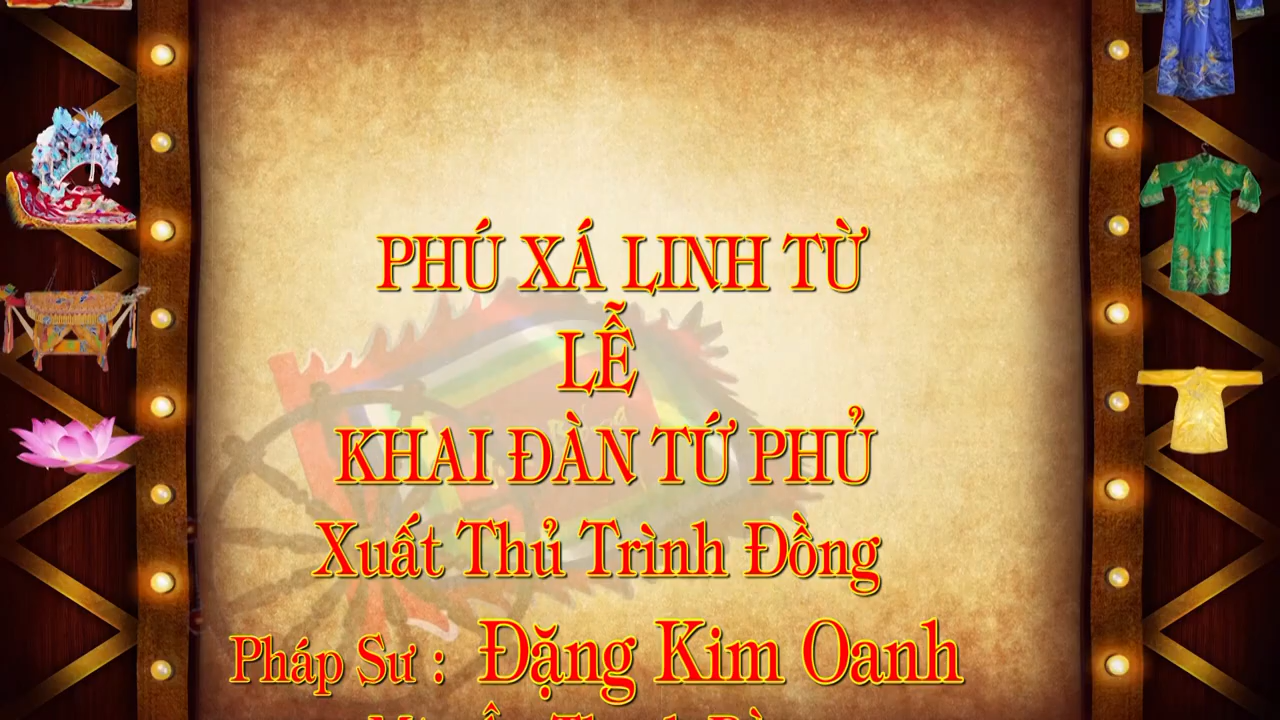 PHÚ XÁ LINH TỪ
LỄ
KHAI ĐÀN TỨ PHỦ
Xuất Thủ Trình Đồng
Pháp Sư : Đặng Kim Oanh